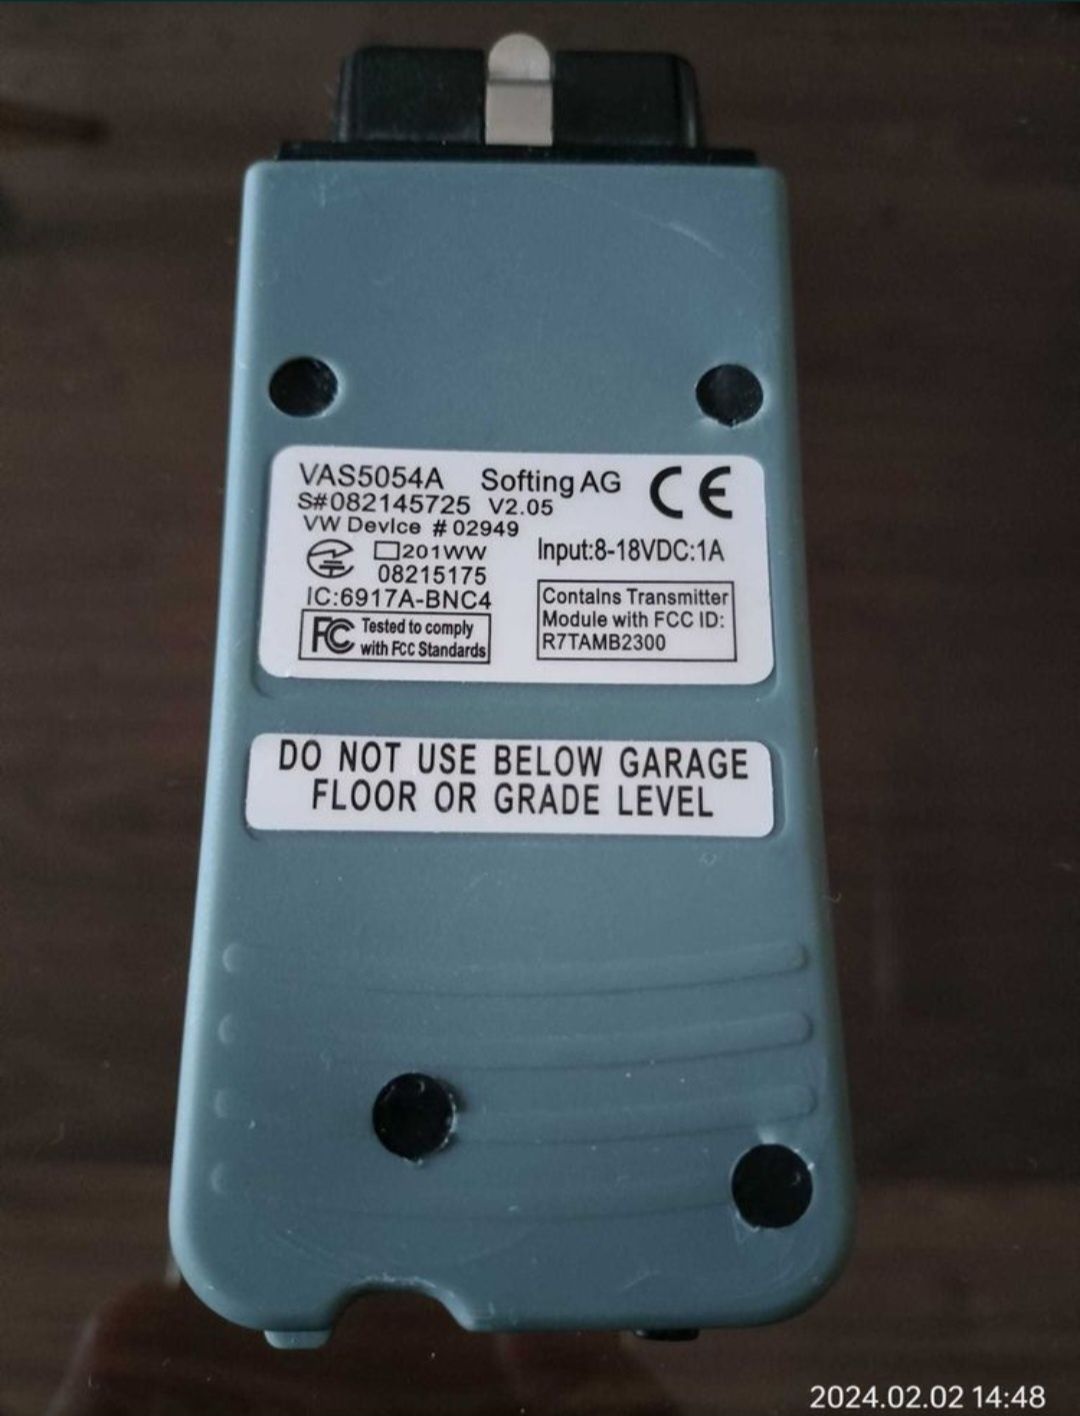 VAS5054A Softing AG CE
S#082145725 V2.05
VW Device # 02949
201WW
08215175
Input:8-18VDC:1A
IC:6917A-BNC4
FC Tested to comply
with FCC Standards
Contains Transmitter
Module with FCC ID:
R7TAMB2300
DO NOT USE BELOW GARAGE
FLOOR OR GRADE LEVEL
2024.02.02 14:48